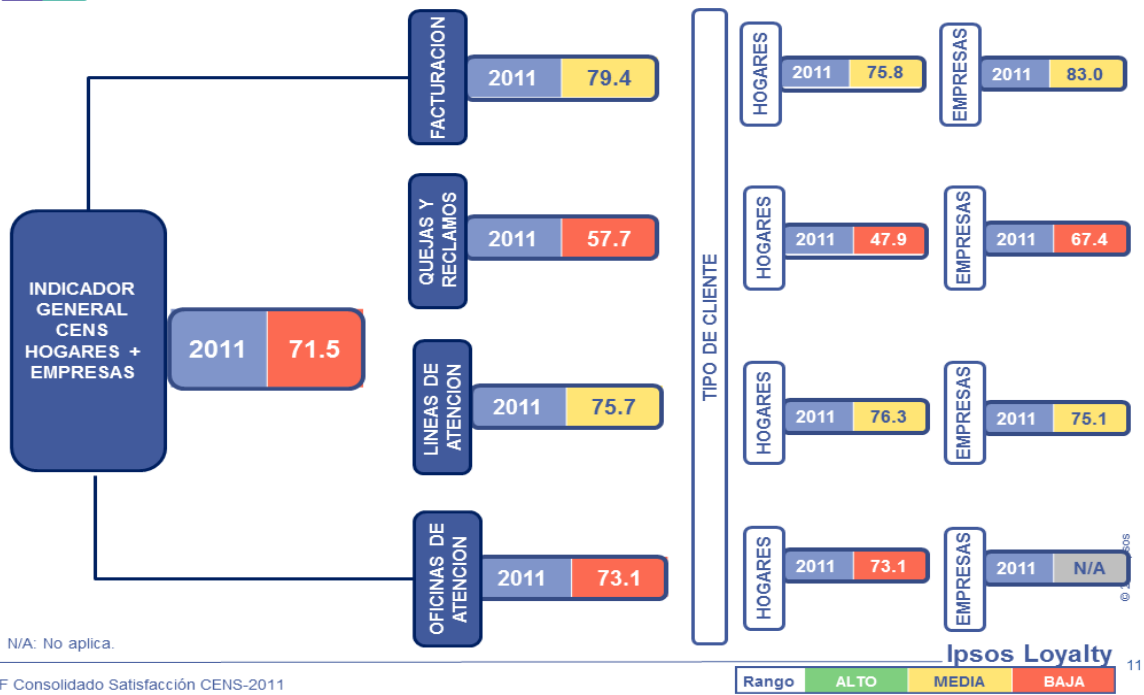 FACTURACION
2011 79.4
HOGARES
2011 75.8
EMPRESAS
2011 83.0
QUEJAS Y
RECLAMOS
2011 57.7
HOGARES
2011 47.9
EMPRESAS
2011 67.4
INDICADOR
GENERAL
CENS
HOGARES +
EMPRESAS
2011 71.5
TIPO DE CLIENTE
LINEAS DE
ATENCION
2011 75.7
HOGARES
2011 76.3
EMPRESAS
2011 75.1
OFICINAS DE
ATENCION
2011 73.1
HOGARES
2011 73.1
EMPRESAS
2011 N/A
©
N/A: No aplica.
Ipsos Loyalty
11
F Consolidado Satisfacción CENS-2011
Rango ALTO MEDIA BAJA